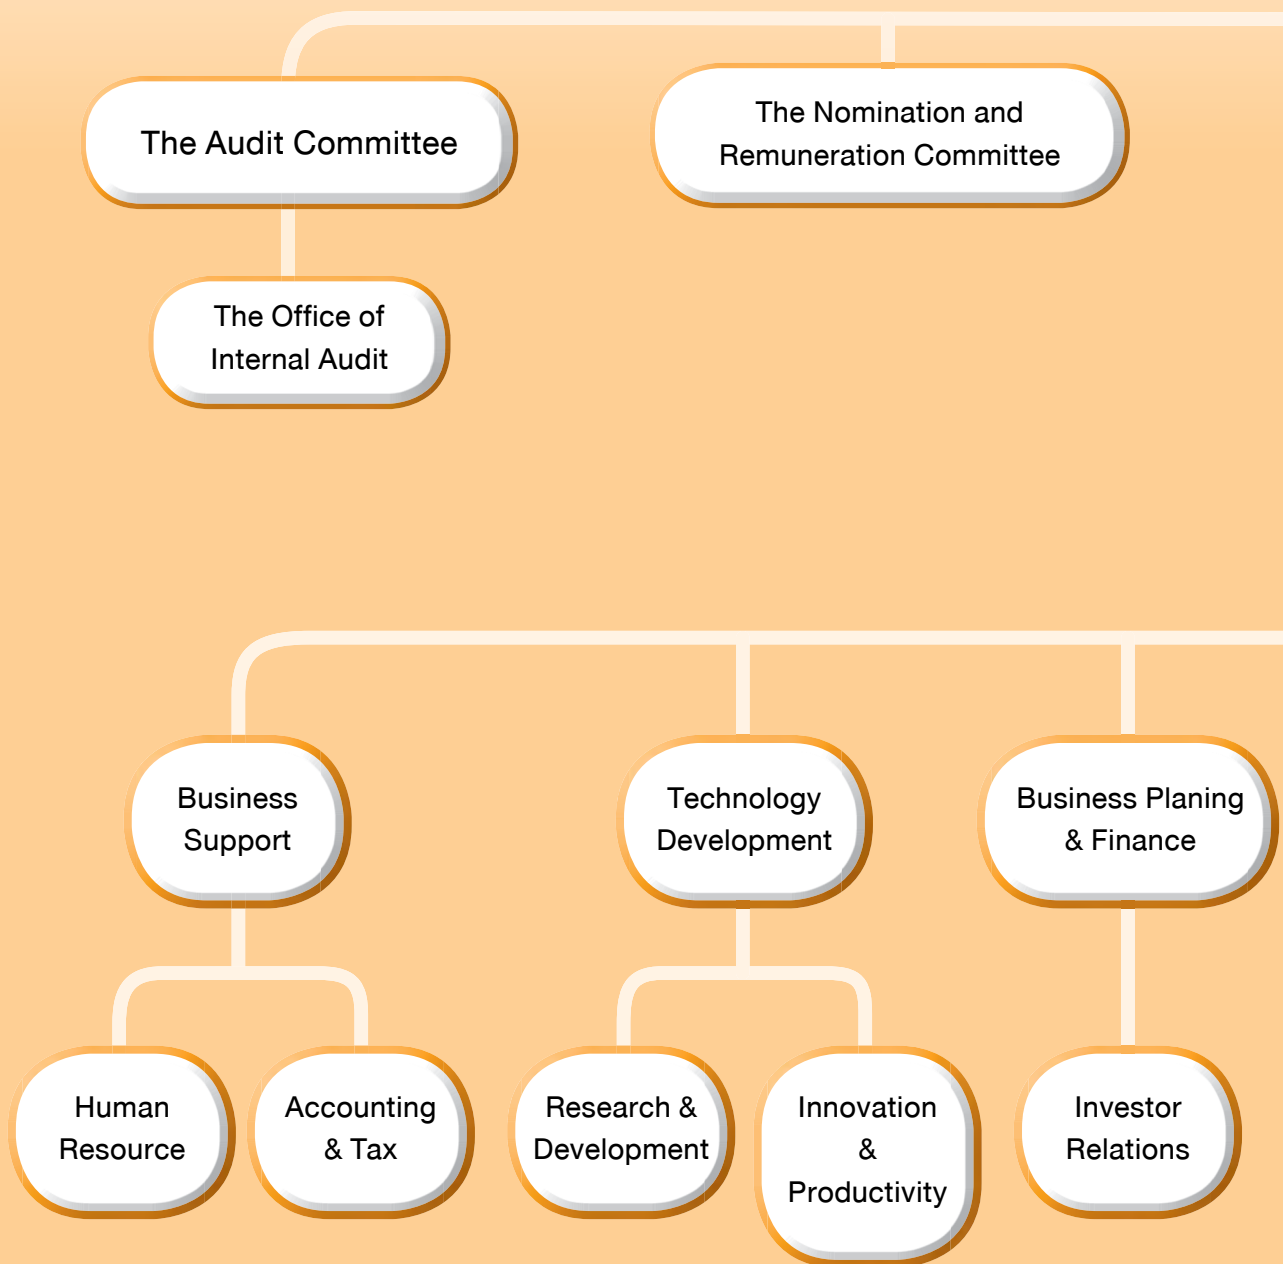 The Audit Committee
The Nomination and
Remuneration Committee
The Office of
Internal Audit
Business
Support
Technology
Development
Business Planing
& Finance
Human
Resource
Accounting
& Tax
Research &
Development
Innovation
&
Productivity
Investor
Relations